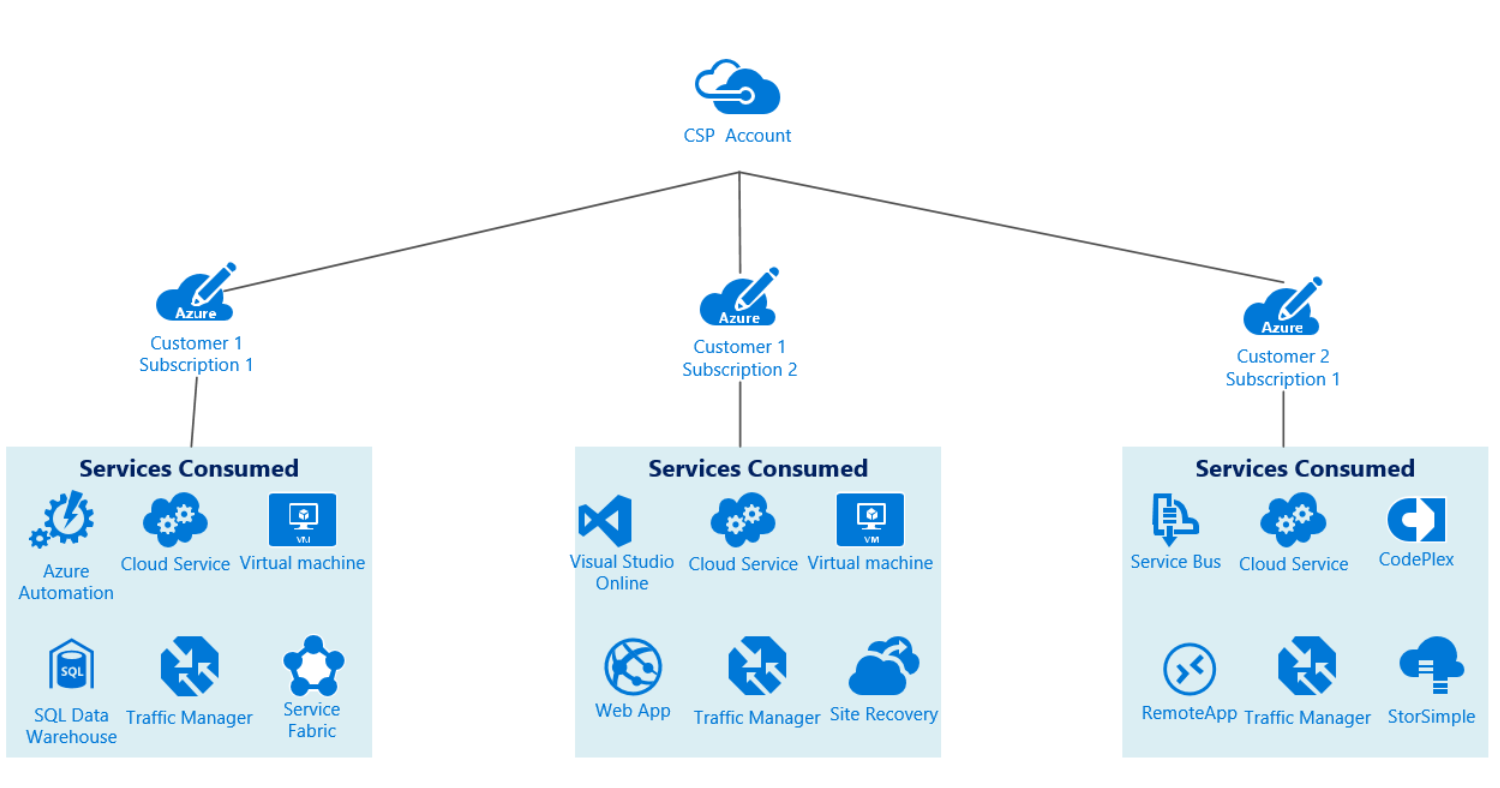 CSP  Account
Azure
Customer 1
Subscription 1
Azure
Customer 1
Subscription 2
Azure
Customer 2
Subscription 1
Services Consumed
Azure
Automation
Cloud Service
VM
Virtual machine
SQL
SQL Data
Warehouse
Traffic Manager
Service
Fabric
Services Consumed
Visual Studio
Online
Cloud Service
VM
Virtual machine
Web App
Traffic Manager
Site Recovery
Services Consumed
Service Bus
Cloud Service
CodePlex
RemoteApp
Traffic Manager
StorSimple